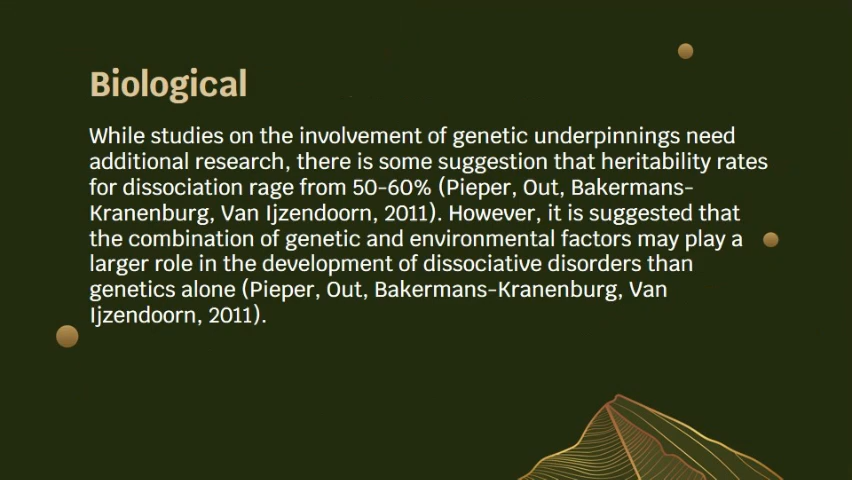 Biological
While studies on the involvement of genetic underpinnings need
additional research, there is some suggestion that heritability rates
for dissociation rage from 50-60% (Pieper, Out, Bakermans-
Kranenburg, Van Ijzendoorn, 2011). However, it is suggested that
the combination of genetic and environmental factors may play a
larger role in the development of dissociative disorders than
genetics alone (Pieper, Out, Bakermans-Kranenburg, Van
Ijzendoorn, 2011).